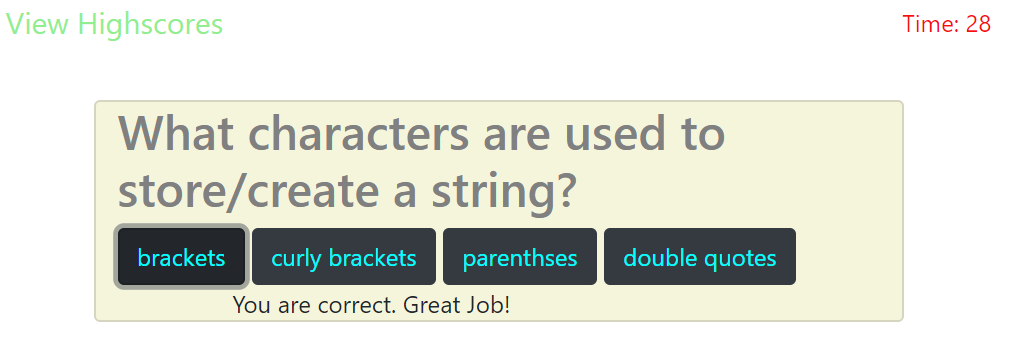 View Highscores
Time: 28
What characters are used to
store/create a string?
brackets curly brackets parenthses double quotes
You are correct. Great Job!